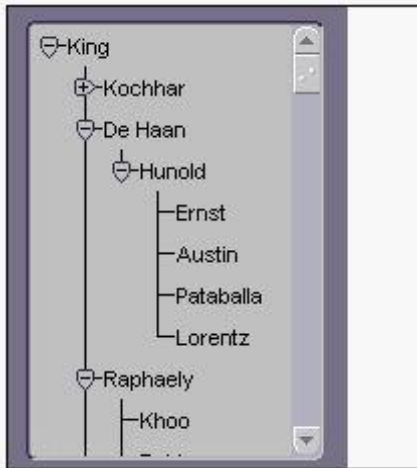 King
Kochhar
De Haan
Hunold
Ernst
Austin
Pataballa
Lorentz
Raphaely
Khoo